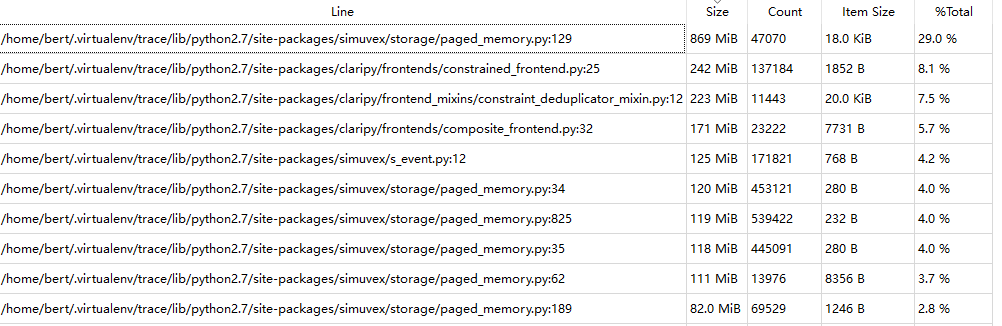 Line Size Count Item Size %Total
/home/bert/.virtualenv/trace/lib/python2.7/site-packages/simuvex/storage/paged_memory.py:129 869 MiB 47070 18.0 KiB 29.0 %
/home/bert/.virtualenv/trace/lib/python2.7/site-packages/claripy/frontends/constrained_frontend.py:25 242 MiB 137184 1852 B 8.1 %
/home/bert/.virtualenv/trace/lib/python2.7/site-packages/claripy/frontend_mixins/constraint_deduplicator_mixin.py:12 223 MiB 11443 20.0 KiB 7.5 %
/home/bert/.virtualenv/trace/lib/python2.7/site-packages/claripy/frontends/composite_frontend.py:32 171 MiB 23222 7731 B 5.7 %
/home/bert/.virtualenv/trace/lib/python2.7/site-packages/simuvex/s_event.py:12 125 MiB 171821 768 B 4.2 %
/home/bert/.virtualenv/trace/lib/python2.7/site-packages/simuvex/storage/paged_memory.py:34 120 MiB 453121 280 B 4.0 %
/home/bert/.virtualenv/trace/lib/python2.7/site-packages/simuvex/storage/paged_memory.py:825 119 MiB 539422 232 B 4.0 %
/home/bert/.virtualenv/trace/lib/python2.7/site-packages/simuvex/storage/paged_memory.py:35 118 MiB 445091 280 B 4.0 %
/home/bert/.virtualenv/trace/lib/python2.7/site-packages/simuvex/storage/paged_memory.py:62 111 MiB 13976 8356 B 3.7 %
/home/bert/.virtualenv/trace/lib/python2.7/site-packages/simuvex/storage/paged_memory.py:189 82.0 MiB 69529 1246 B 2.8 %